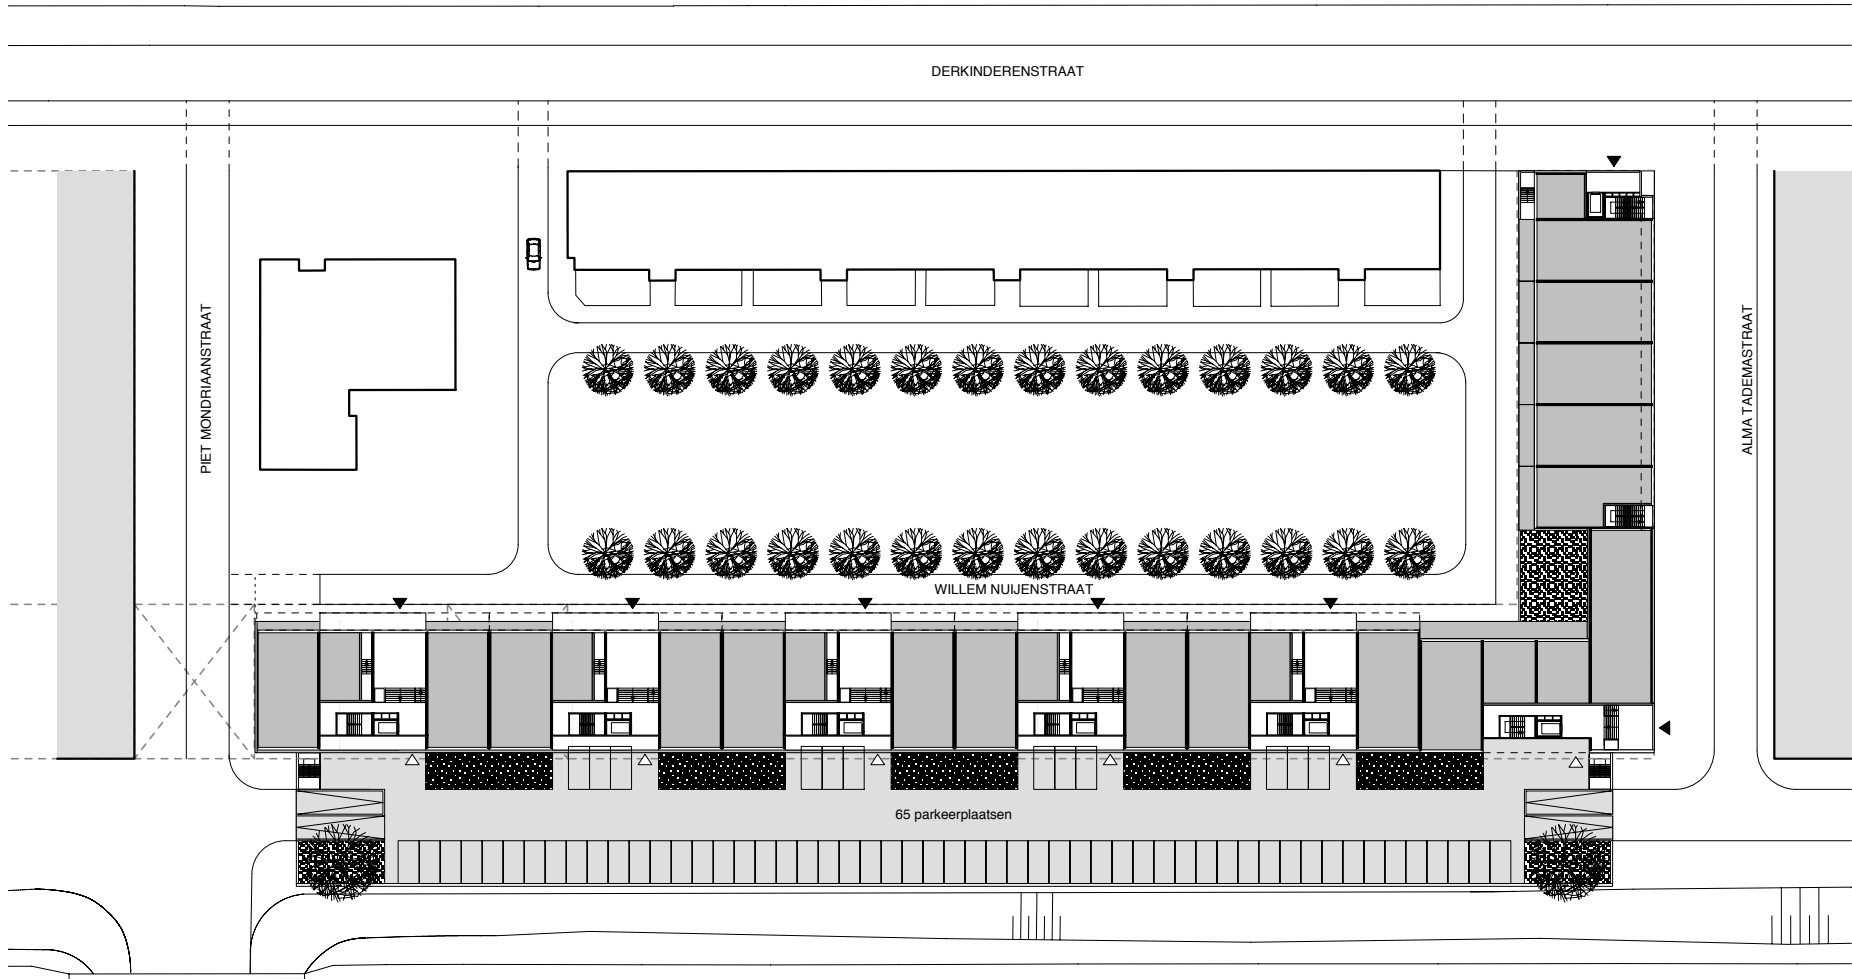 DERKINDERENSTRAAT
PIET MONDRIAANSTRAAT
ALMA TADEMASTRAAT
WILLEM NUIJENSTRAAT
65 parkeerplaatsen